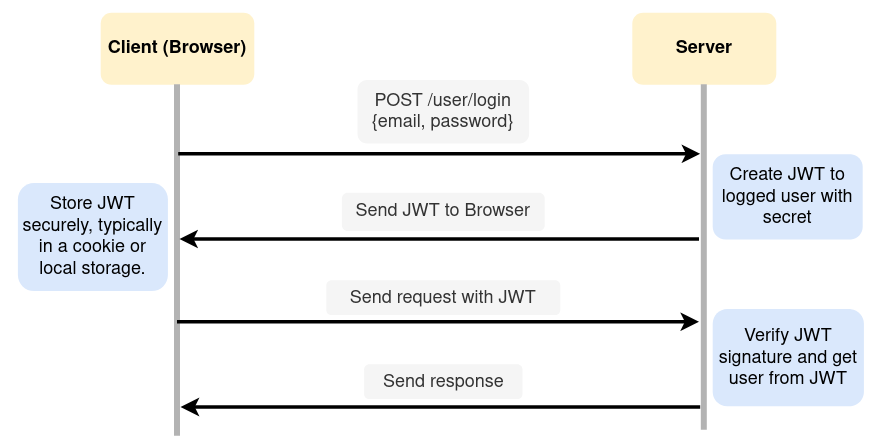 Client (Browser)
Server
POST /user/login
{email, password}
Create JWT to
logged user with
secret
Store JWT
securely, typically
in a cookie or
local storage.
Send JWT to Browser
Send request with JWT
Verify JWT
signature and get
user from JWT
Send response